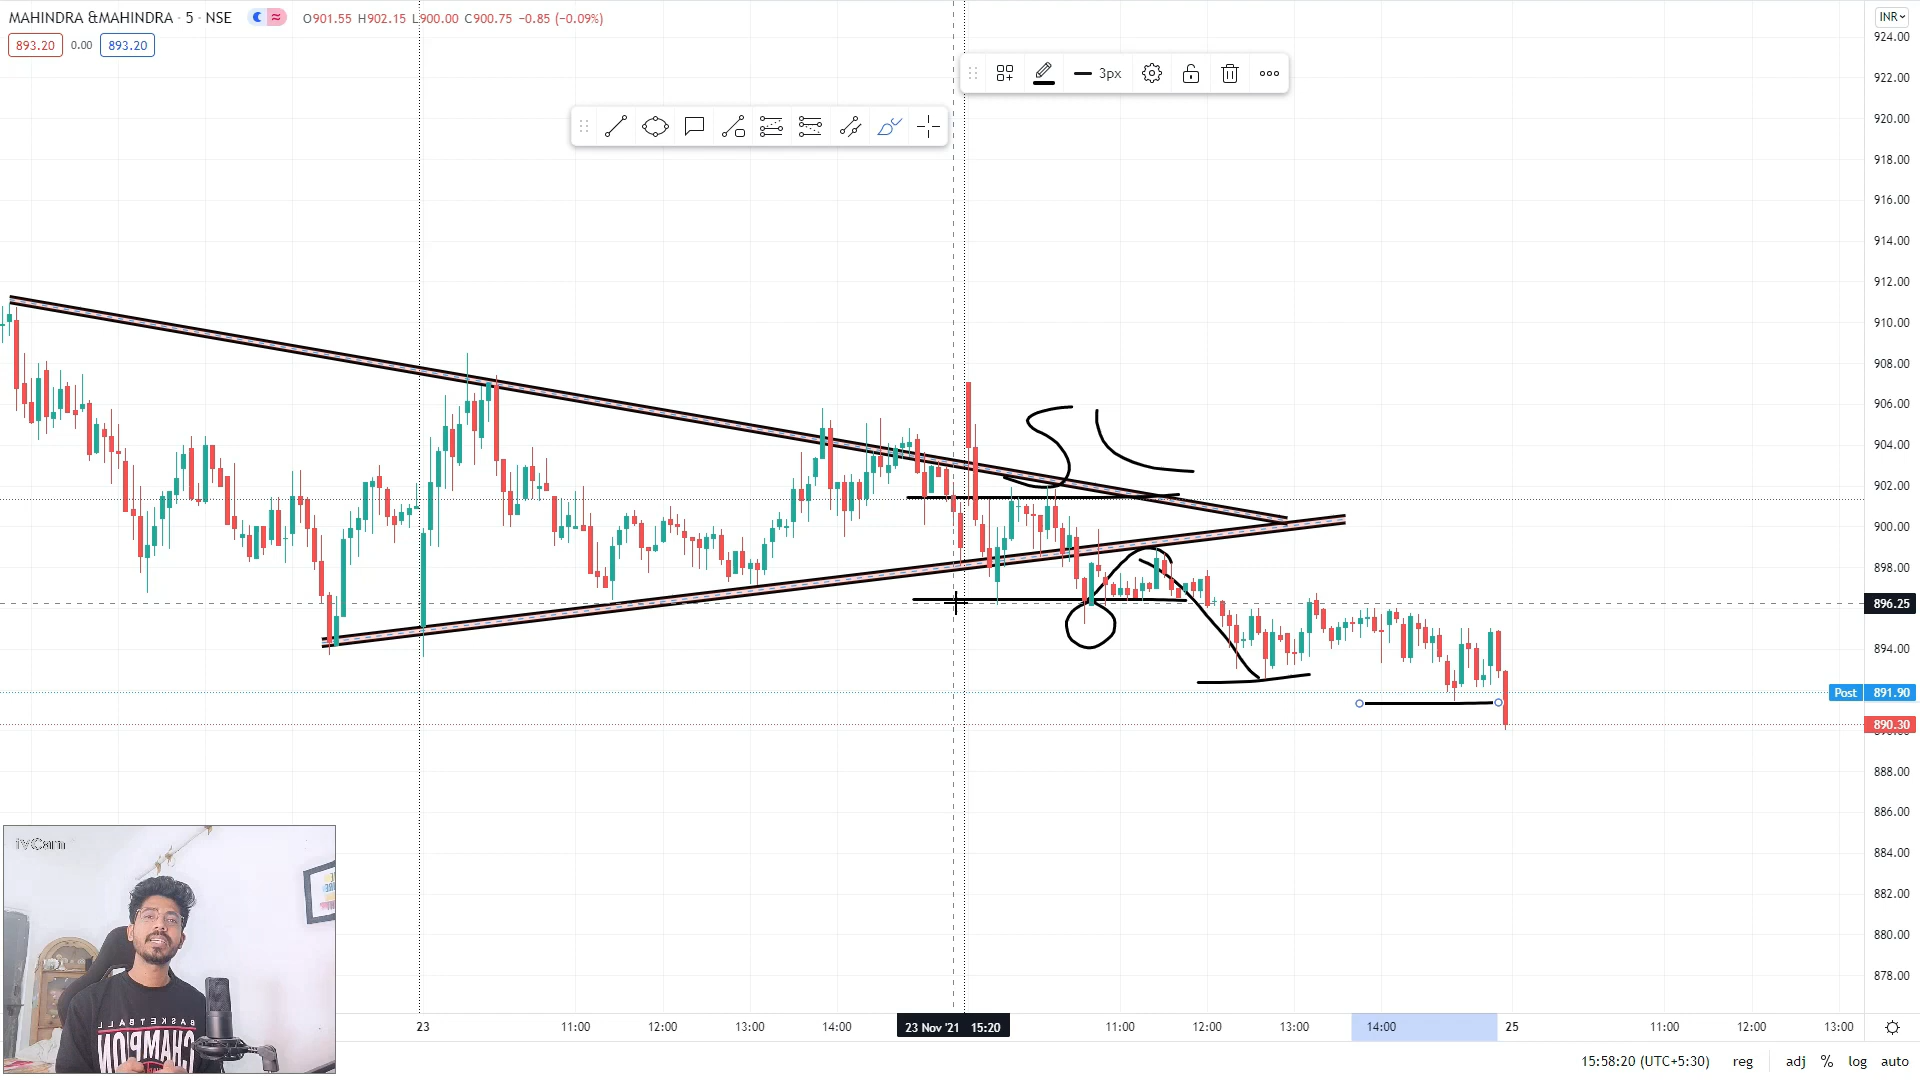 MAHINDRA &MAHINDRA · 5 · NSE
O901.55 H902.15 L900.00 C900.75 −0.85 (−0.09%)
INR
893.20 0.00 893.20
3px
924.00
922.00
920.00
918.00
916.00
914.00
912.00
910.00
908.00
906.00
904.00
902.00
900.00
898.00
896.25
894.00
Post 891.90
890.30
888.00
886.00
884.00
882.00
880.00
878.00
SL
iVCam
BASKETBALL
CHAMPION
23 11:00 12:00 13:00 14:00 23 Nov '21 15:20 11:00 12:00 13:00 14:00 25 11:00 12:00 13:00
15:58:20 (UTC+5:30) reg adj % log auto